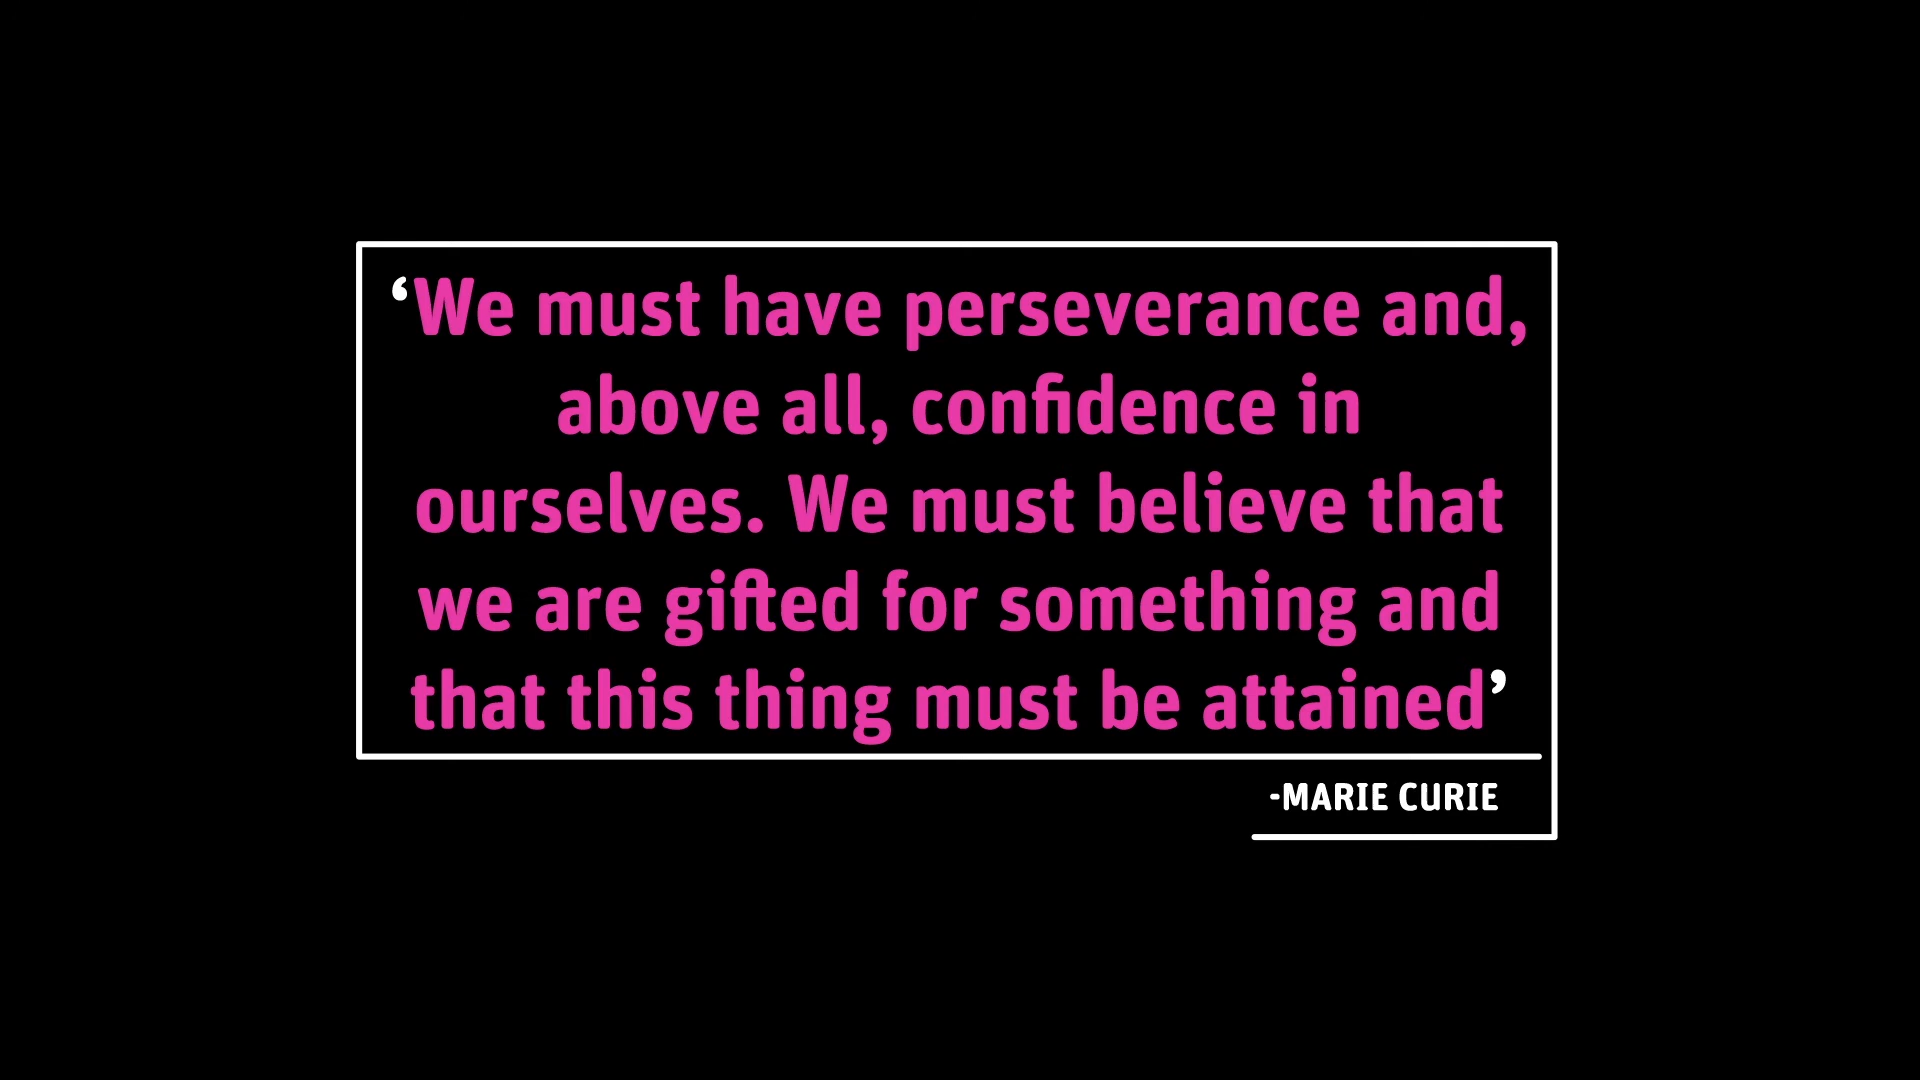 ‘We must have perseverance and,
above all, confidence in
ourselves. We must believe that
we are gifted for something and
that this thing must be attained’
-MARIE CURIE